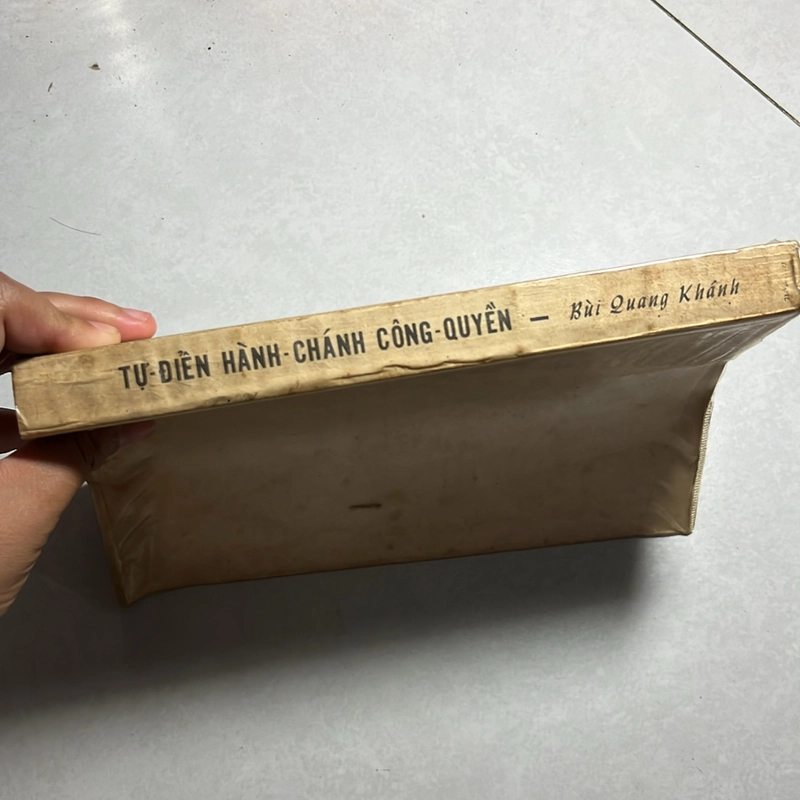 TỰ-ĐIỂN HÀNH-CHÁNH CÔNG-QUYỀN — Bùi Quang Khánh